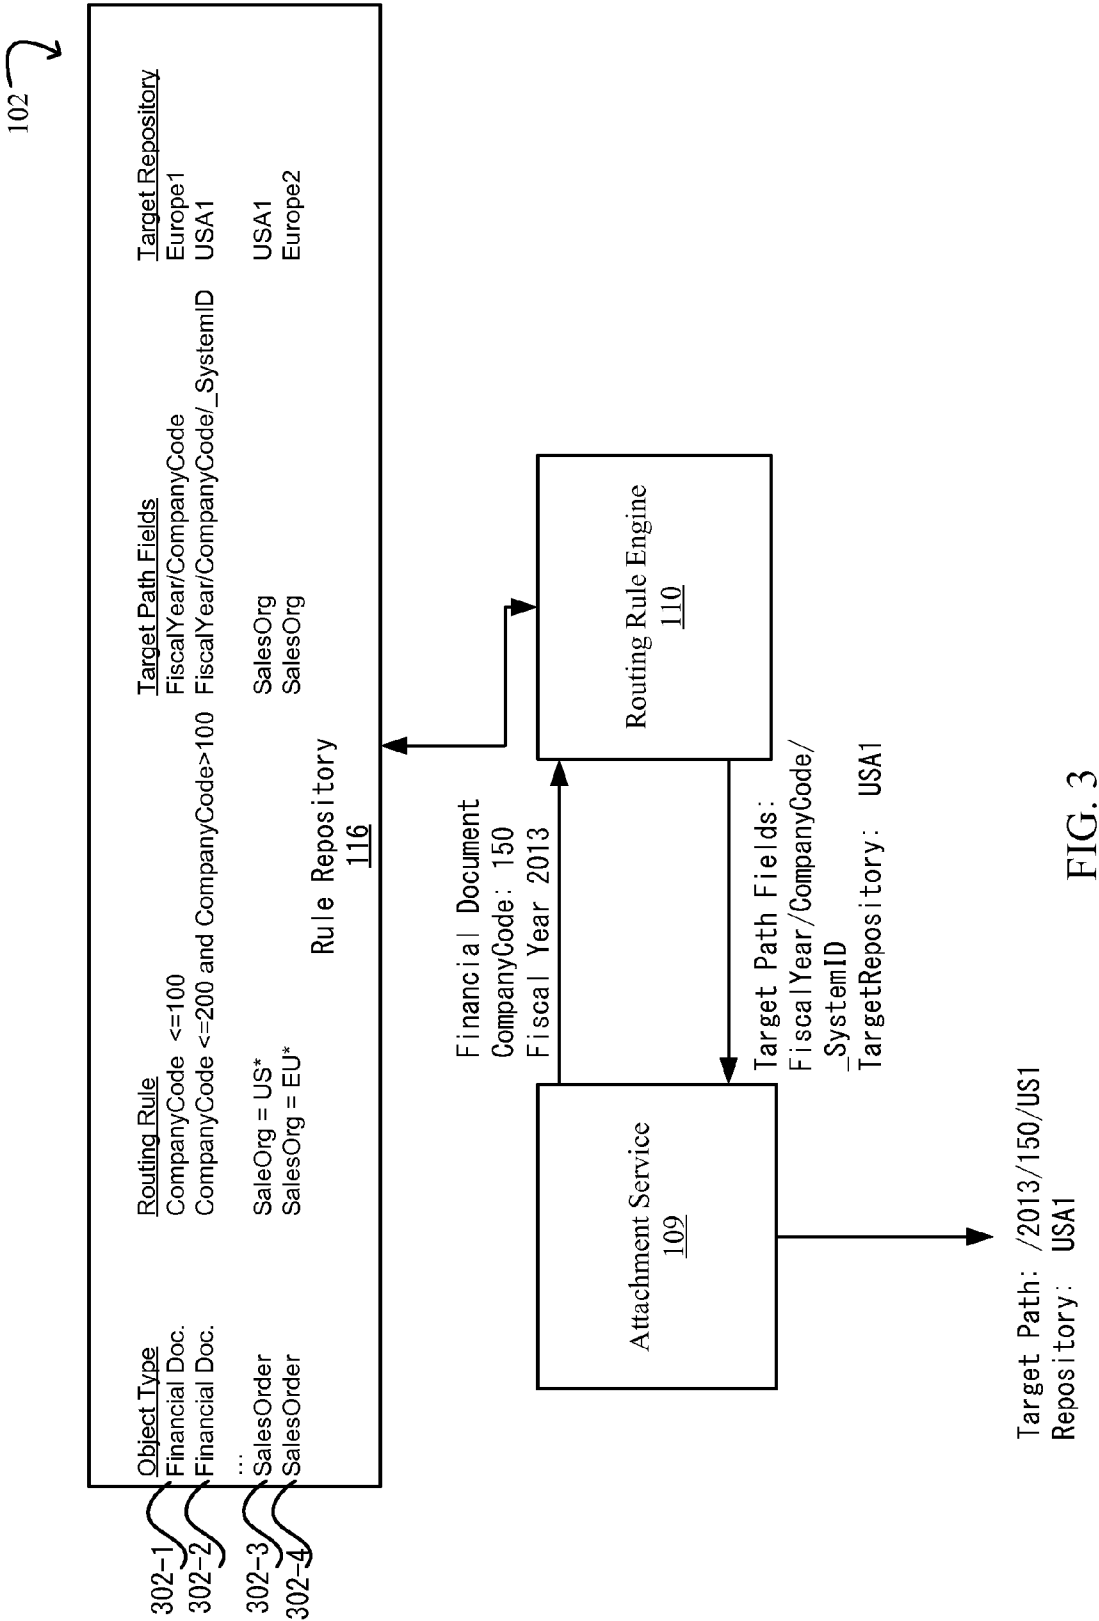 102
Object Type Routing Rule Target Path Fields Target Repository
302-1 Financial Doc. CompanyCode <=100 FiscalYear/CompanyCode Europe1
302-2 Financial Doc. CompanyCode <=200 and CompanyCode>100 FiscalYear/CompanyCode/_SystemID USA1
...
302-3 SalesOrder SaleOrg = US* SalesOrg USA1
302-4 SalesOrder SalesOrg = EU* SalesOrg Europe2
Rule Repository
116
Financial Document
CompanyCode: 150
Fiscal Year 2013
Attachment Service
109
Routing Rule Engine
110
Target Path Fields:
FiscalYear/CompanyCode/
_SystemID
TargetRepository: USA1
Target Path: /2013/150/US1
Repository: USA1
FIG. 3